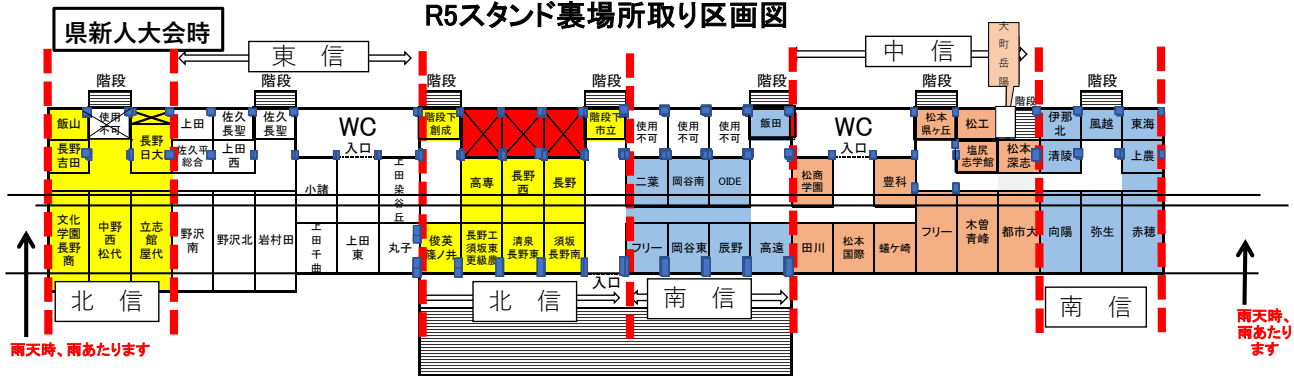 R5スタンド裏場所取り区画図
県新人大会時
東 信
中 信
大
町
岳
陽
階段
階段
階段
階段
階段
階段
階段
飯山
使用
不可
長野
日大
上田
佐久
長聖
佐久
長聖
WC
入口
階段下
創成
階段下
市立
使用
不可
使用
不可
使用
不可
飯田
WC
入口
松本
県ヶ丘
松工
伊那
北
風越
東海
長野
吉田
佐久平
総合
上田
西
塩尻
志学館
松本
深志
清陵
上農
小諸
上田染谷丘
高専
長野
西
長野
二葉
岡谷南
OIDE
松商
学園
豊科
文化
学園
長野
商
中野
西
松代
立志
館
屋代
野沢
南
野沢北
岩村田
上田千曲
上田
東
丸子
俊英
篠ノ井
長野工
須坂東
更級農
清泉
長野東
須坂
長野南
フリー
岡谷東
辰野
高遠
田川
松本
国際
蟻ケ崎
フリー
木曽
青峰
都市大
向陽
弥生
赤穂
入口
北 信
北 信
南 信
南 信
雨天時、雨あたります
雨天時、
雨あたり
ます